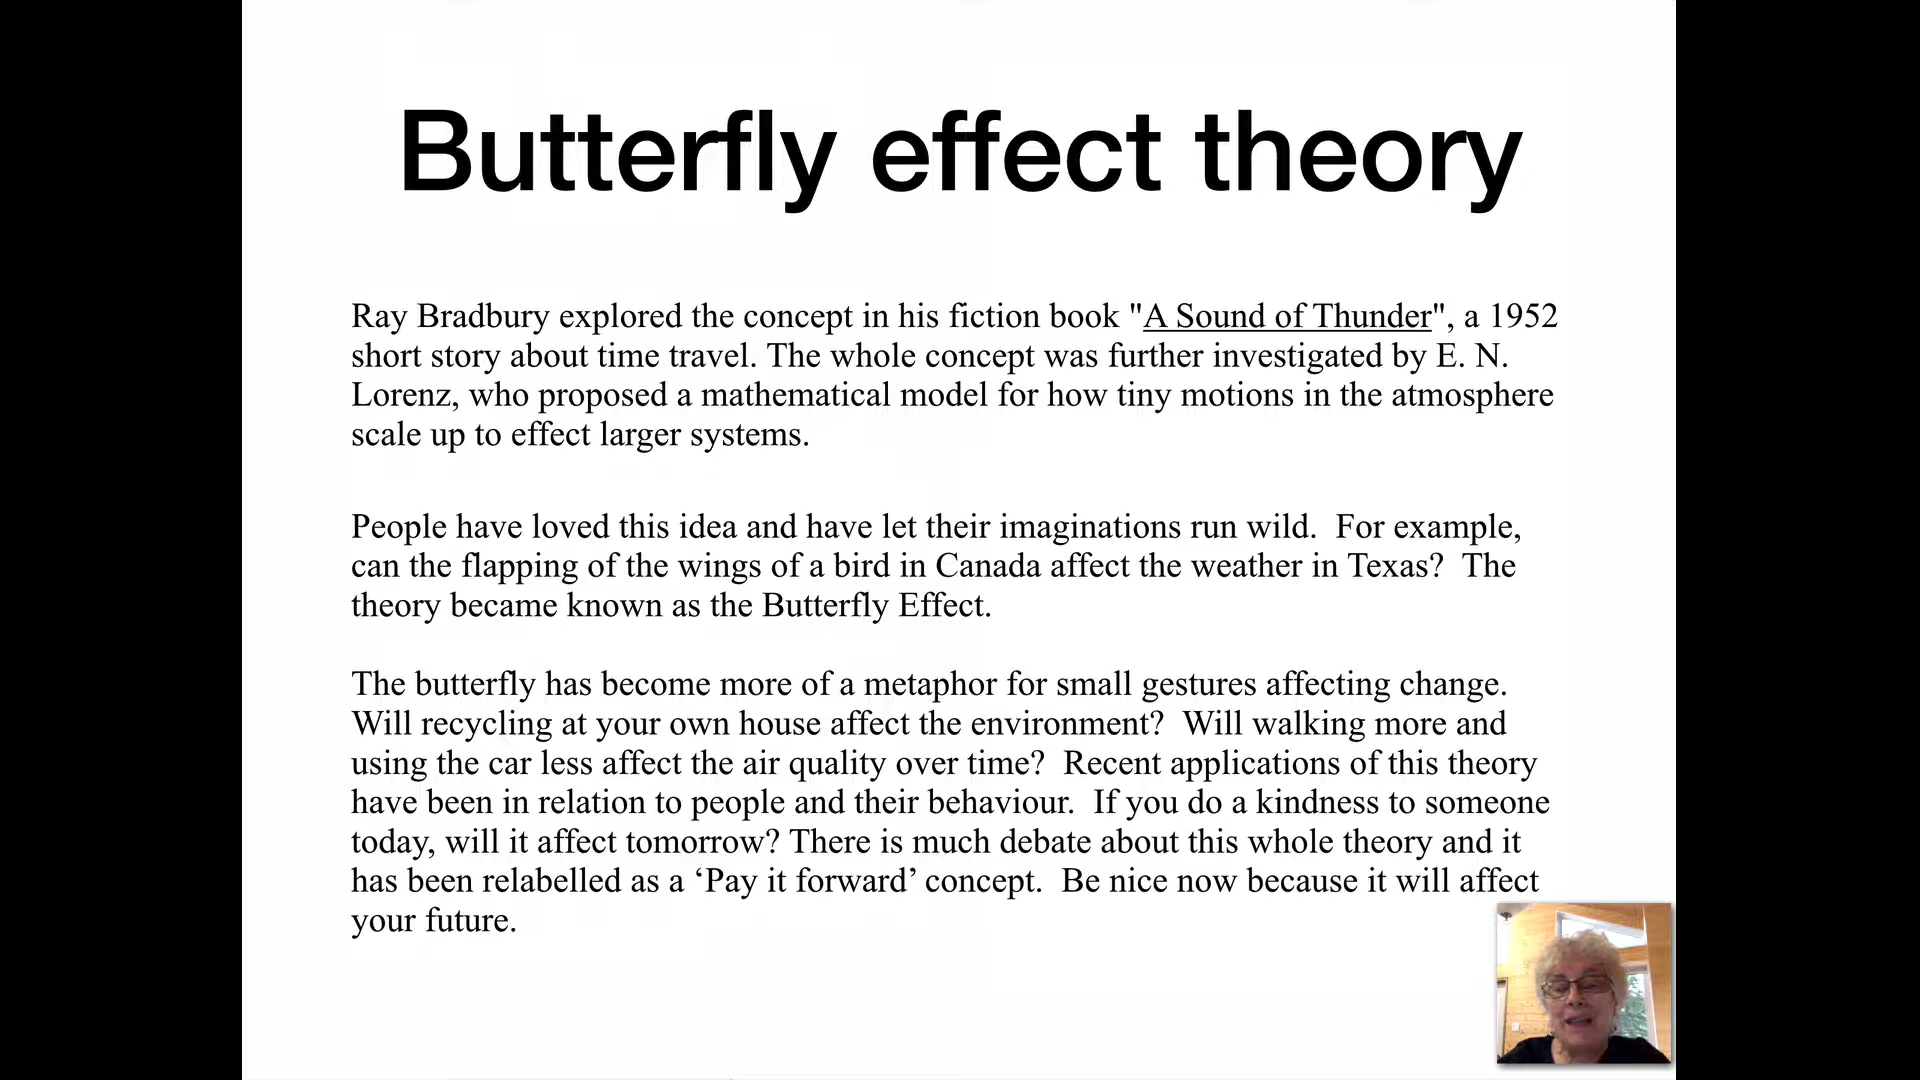 Butterfly effect theory
Ray Bradbury explored the concept in his fiction book "A Sound of Thunder", a 1952
short story about time travel. The whole concept was further investigated by E. N.
Lorenz, who proposed a mathematical model for how tiny motions in the atmosphere
scale up to effect larger systems.
People have loved this idea and have let their imaginations run wild.  For example,
can the flapping of the wings of a bird in Canada affect the weather in Texas?  The
theory became known as the Butterfly Effect.
The butterfly has become more of a metaphor for small gestures affecting change.
Will recycling at your own house affect the environment?  Will walking more and
using the car less affect the air quality over time?  Recent applications of this theory
have been in relation to people and their behaviour.  If you do a kindness to someone
today, will it affect tomorrow? There is much debate about this whole theory and it
has been relabelled as a ‘Pay it forward’ concept.  Be nice now because it will affect
your future.